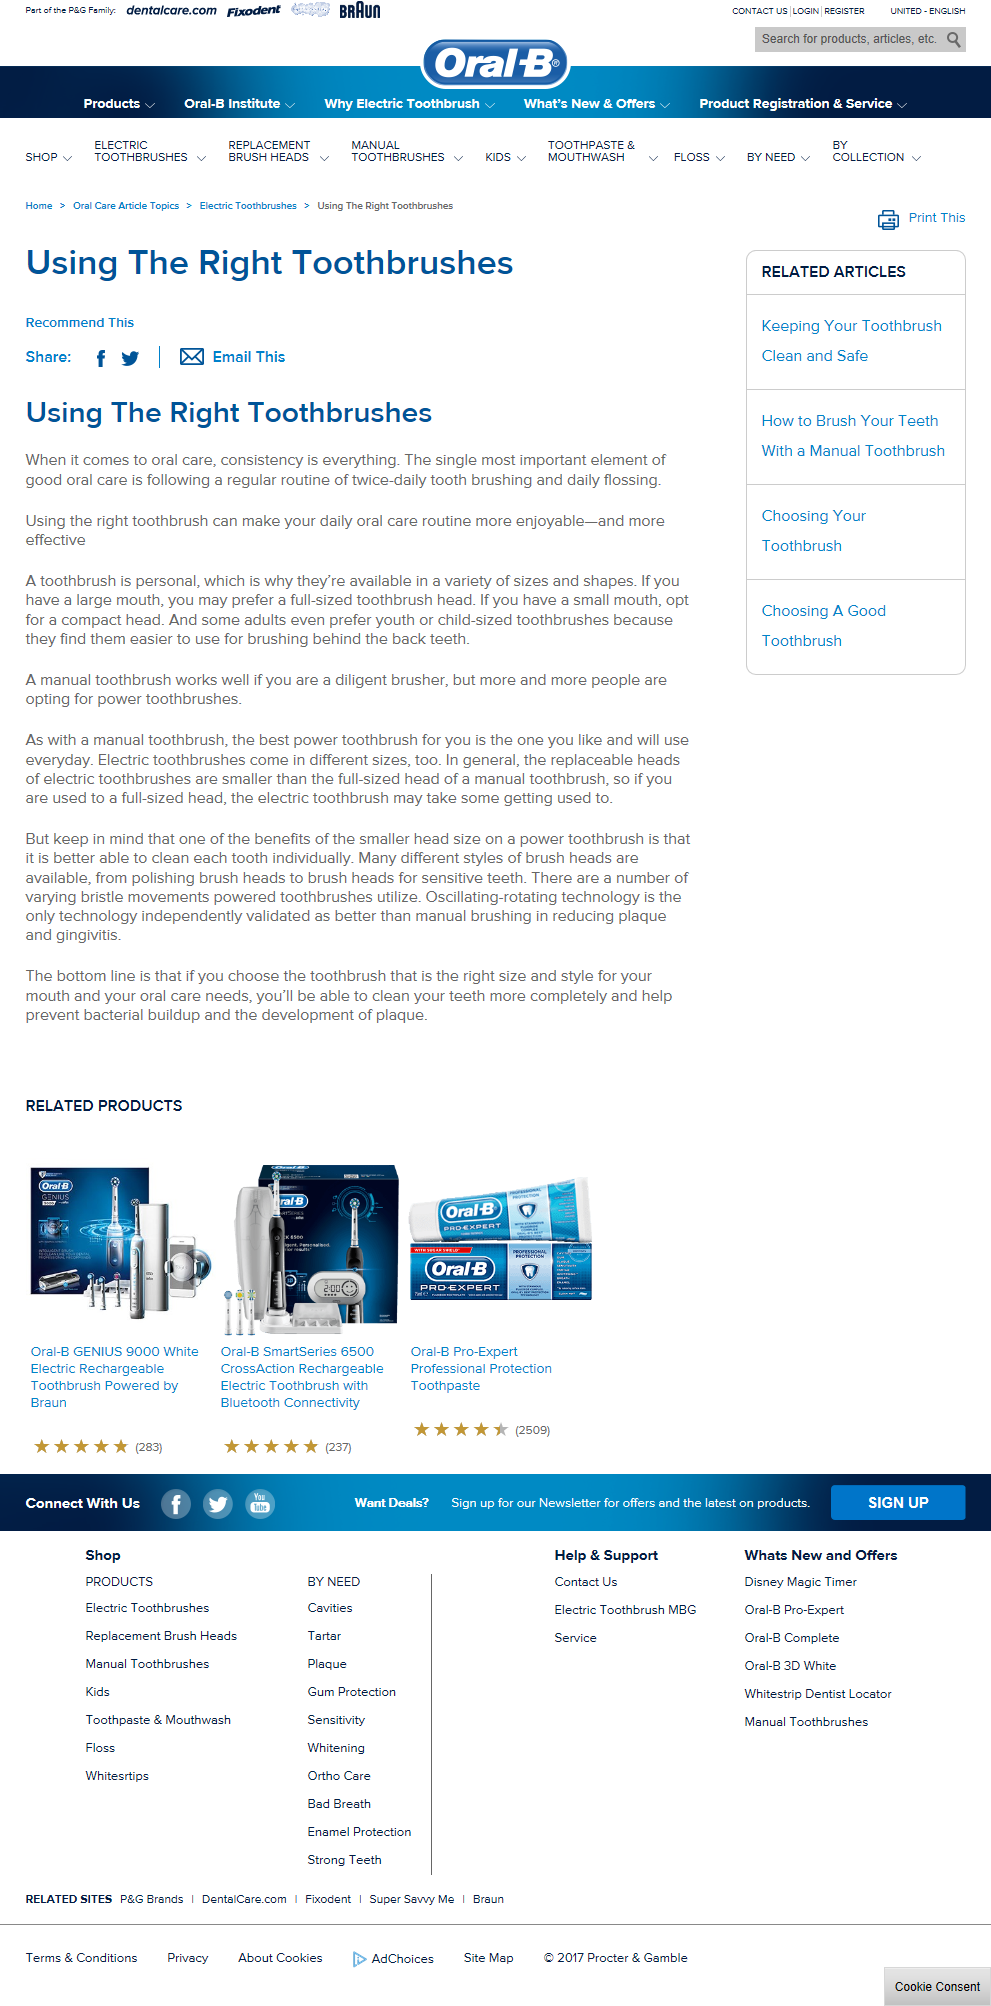 Part of the P&G Family: dentalcare.com Fixodent BRAUN
CONTACT US | LOGIN | REGISTER UNITED - ENGLISH
Search for products, articles, etc.
Oral-B®
Products Oral-B Institute Why Electric Toothbrush What's New & Offers Product Registration & Service
SHOP ELECTRIC TOOTHBRUSHES REPLACEMENT BRUSH HEADS MANUAL TOOTHBRUSHES KIDS TOOTHPASTE & MOUTHWASH FLOSS BY NEED BY COLLECTION
Home > Oral Care Article Topics > Electric Toothbrushes > Using The Right Toothbrushes
Print This
Using The Right Toothbrushes
Recommend This
Share: Email This
Using The Right Toothbrushes
When it comes to oral care, consistency is everything. The single most important element of
good oral care is following a regular routine of twice-daily tooth brushing and daily flossing.
Using the right toothbrush can make your daily oral care routine more enjoyable—and more
effective
A toothbrush is personal, which is why they're available in a variety of sizes and shapes. If you
have a large mouth, you may prefer a full-sized toothbrush head. If you have a small mouth, opt
for a compact head. And some adults even prefer youth or child-sized toothbrushes because
they find them easier to use for brushing behind the back teeth.
A manual toothbrush works well if you are a diligent brusher, but more and more people are
opting for power toothbrushes.
As with a manual toothbrush, the best power toothbrush for you is the one you like and will use
everyday. Electric toothbrushes come in different sizes, too. In general, the replaceable heads
of electric toothbrushes are smaller than the full-sized head of a manual toothbrush, so if you
are used to a full-sized head, the electric toothbrush may take some getting used to.
But keep in mind that one of the benefits of the smaller head size on a power toothbrush is that
it is better able to clean each tooth individually. Many different styles of brush heads are
available, from polishing brush heads to brush heads for sensitive teeth. There are a number of
varying bristle movements powered toothbrushes utilize. Oscillating-rotating technology is the
only technology independently validated as better than manual brushing in reducing plaque
and gingivitis.
The bottom line is that if you choose the toothbrush that is the right size and style for your
mouth and your oral care needs, you'll be able to clean your teeth more completely and help
prevent bacterial buildup and the development of plaque.
RELATED ARTICLES
Keeping Your Toothbrush
Clean and Safe
How to Brush Your Teeth
With a Manual Toothbrush
Choosing Your
Toothbrush
Choosing A Good
Toothbrush
RELATED PRODUCTS
Oral-B
GENIUS
2:00
Oral-B
PRO-EXPERT
PROFESSIONAL PROTECTION
Oral-B
PRO-EXPERT
PROFESSIONAL PROTECTION
Oral-B GENIUS 9000 White
Electric Rechargeable
Toothbrush Powered by
Braun
(283)
Oral-B SmartSeries 6500
CrossAction Rechargeable
Electric Toothbrush with
Bluetooth Connectivity
(237)
Oral-B Pro-Expert
Professional Protection
Toothpaste
(2509)
Connect With Us You Tube Want Deals? Sign up for our Newsletter for offers and the latest on products. SIGN UP
Shop
PRODUCTS
Electric Toothbrushes
Replacement Brush Heads
Manual Toothbrushes
Kids
Toothpaste & Mouthwash
Floss
Whitesrtips
BY NEED
Cavities
Tartar
Plaque
Gum Protection
Sensitivity
Whitening
Ortho Care
Bad Breath
Enamel Protection
Strong Teeth
Help & Support
Contact Us
Electric Toothbrush MBG
Service
Whats New and Offers
Disney Magic Timer
Oral-B Pro-Expert
Oral-B Complete
Oral-B 3D White
Whitestrip Dentist Locator
Manual Toothbrushes
RELATED SITES P&G Brands | DentalCare.com | Fixodent | Super Savvy Me | Braun
Terms & Conditions Privacy About Cookies AdChoices Site Map © 2017 Procter & Gamble
Cookie Consent